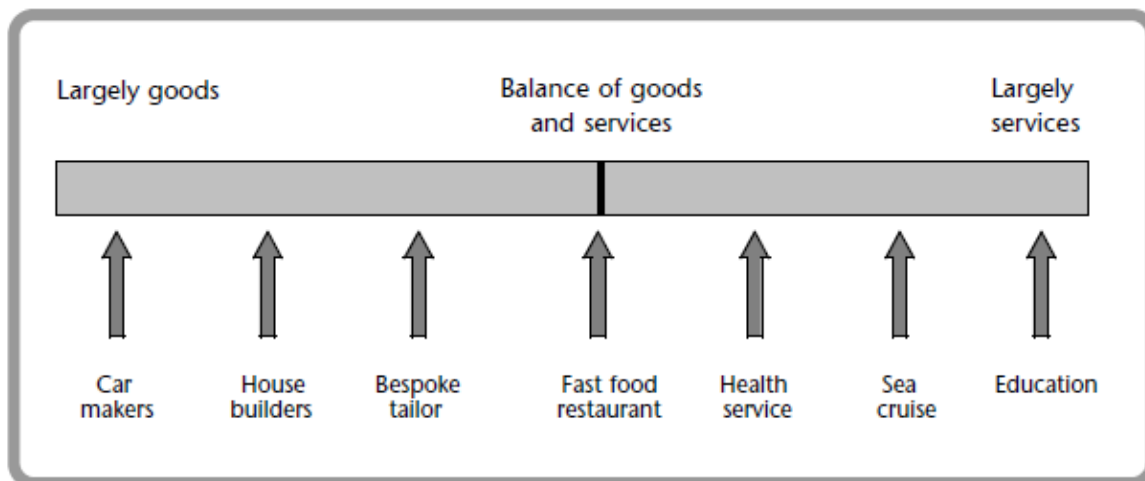 Largely goods
Balance of goods
and services
Largely
services
Car
makers
House
builders
Bespoke
tailor
Fast food
restaurant
Health
service
Sea
cruise
Education